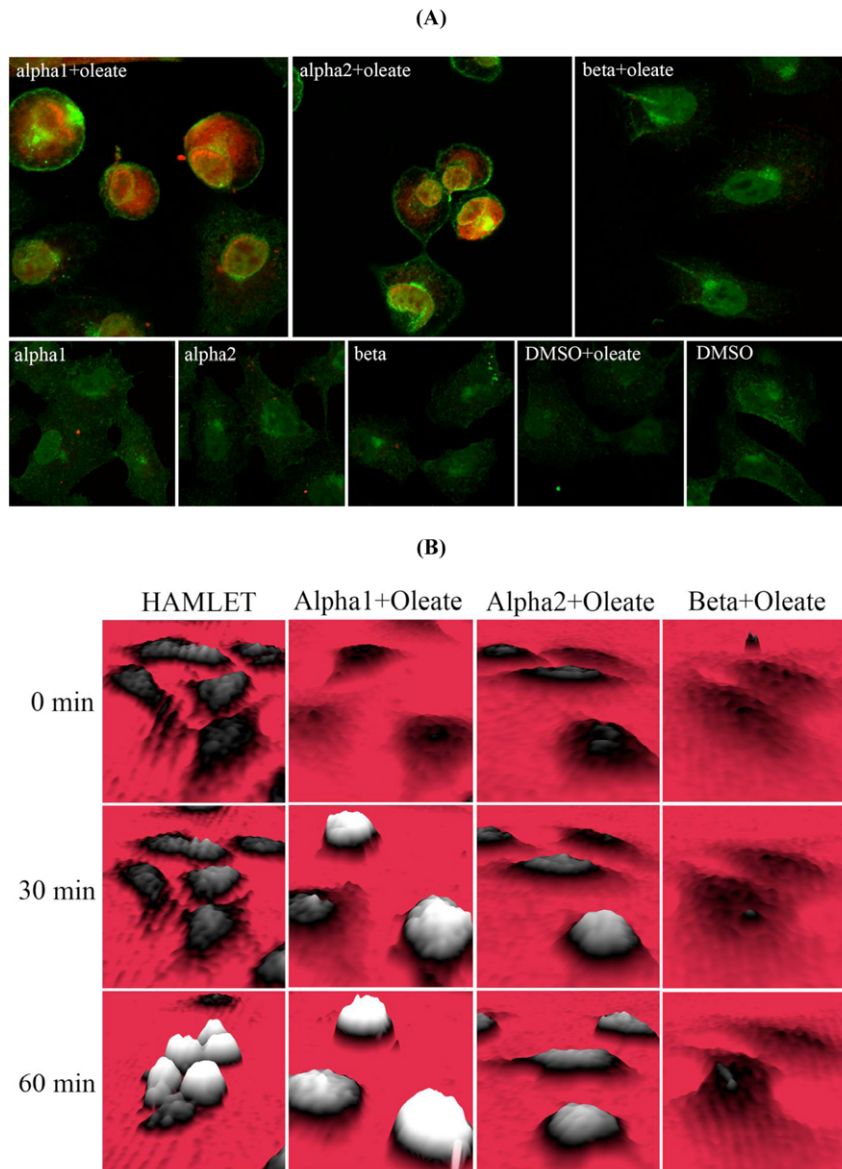 (A)
alpha1+oleate alpha2+oleate beta+oleate
alpha1 alpha2 beta DMSO+oleate DMSO
(B)
HAMLET Alpha1+Oleate Alpha2+Oleate Beta+Oleate
0 min
30 min
60 min